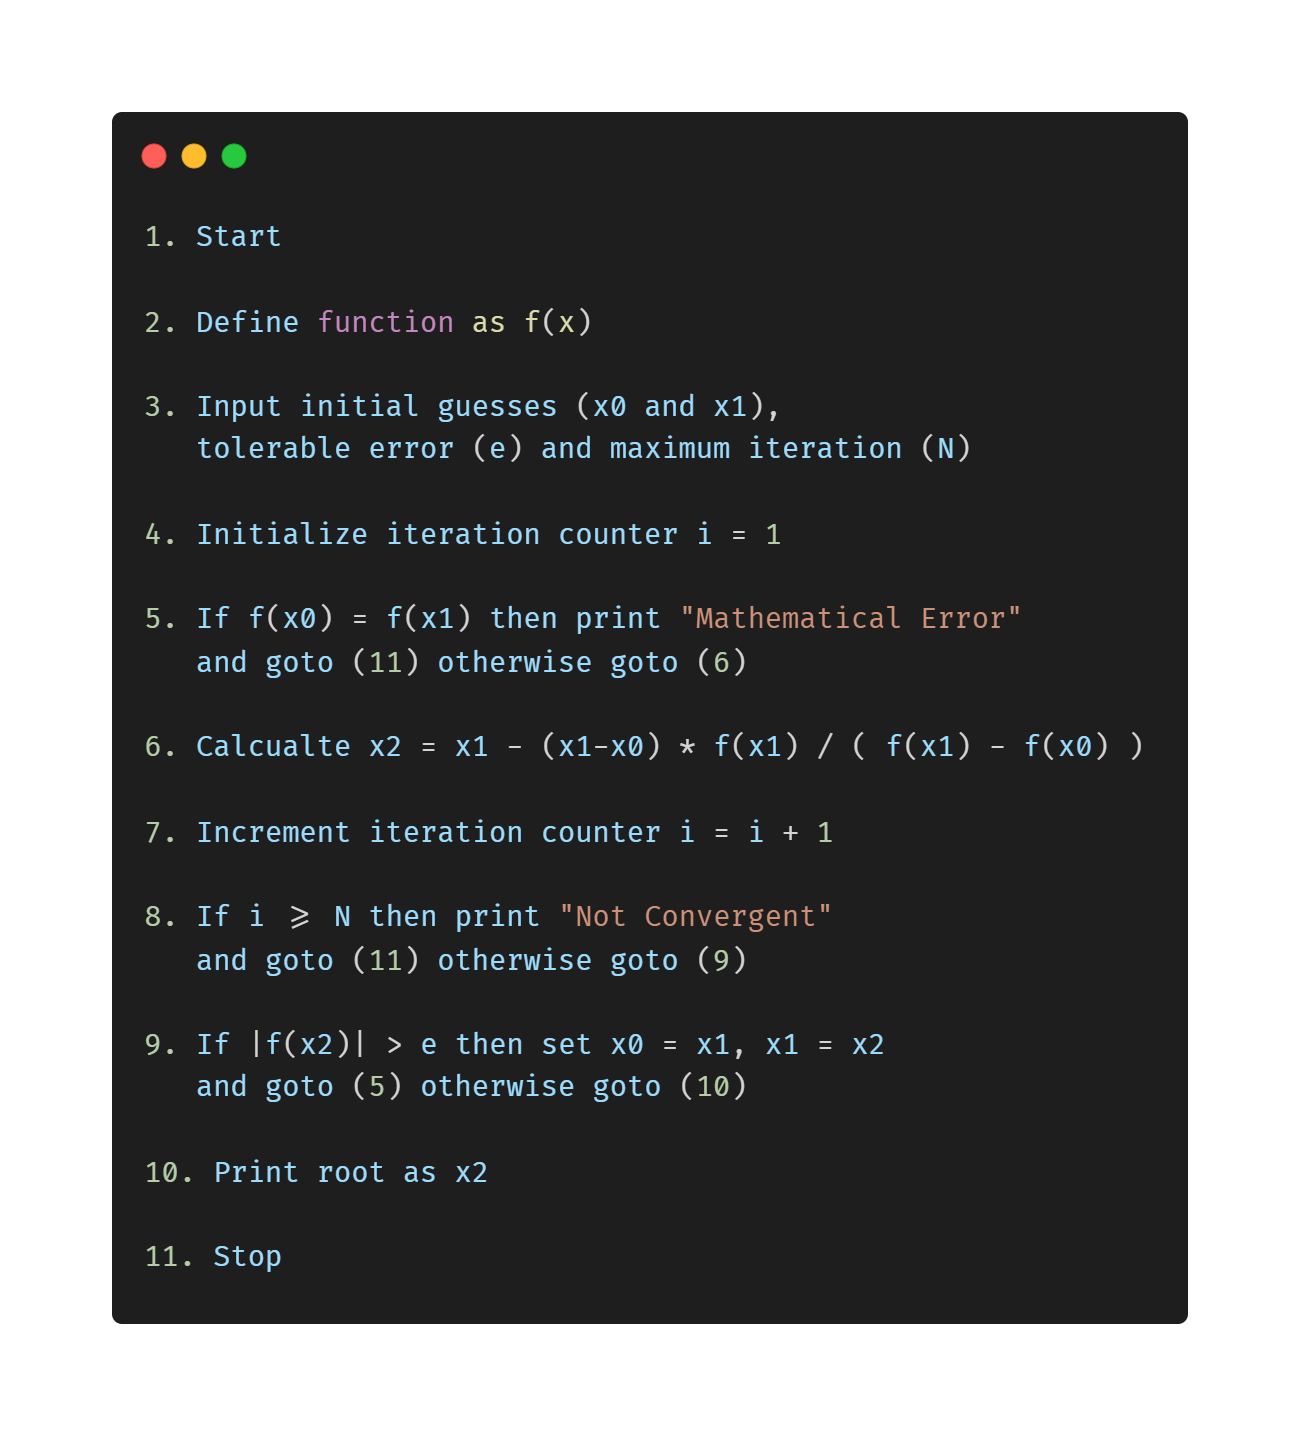 1. Start
2. Define function as f(x)
3. Input initial guesses (x0 and x1),
tolerable error (e) and maximum iteration (N)
4. Initialize iteration counter i = 1
5. If f(x0) = f(x1) then print "Mathematical Error"
and goto (11) otherwise goto (6)
6. Calcualte x2 = x1 - (x1-x0) * f(x1) / ( f(x1) - f(x0) )
7. Increment iteration counter i = i + 1
8. If i ⩾ N then print "Not Convergent"
and goto (11) otherwise goto (9)
9. If |f(x2)| > e then set x0 = x1, x1 = x2
and goto (5) otherwise goto (10)
10. Print root as x2
11. Stop